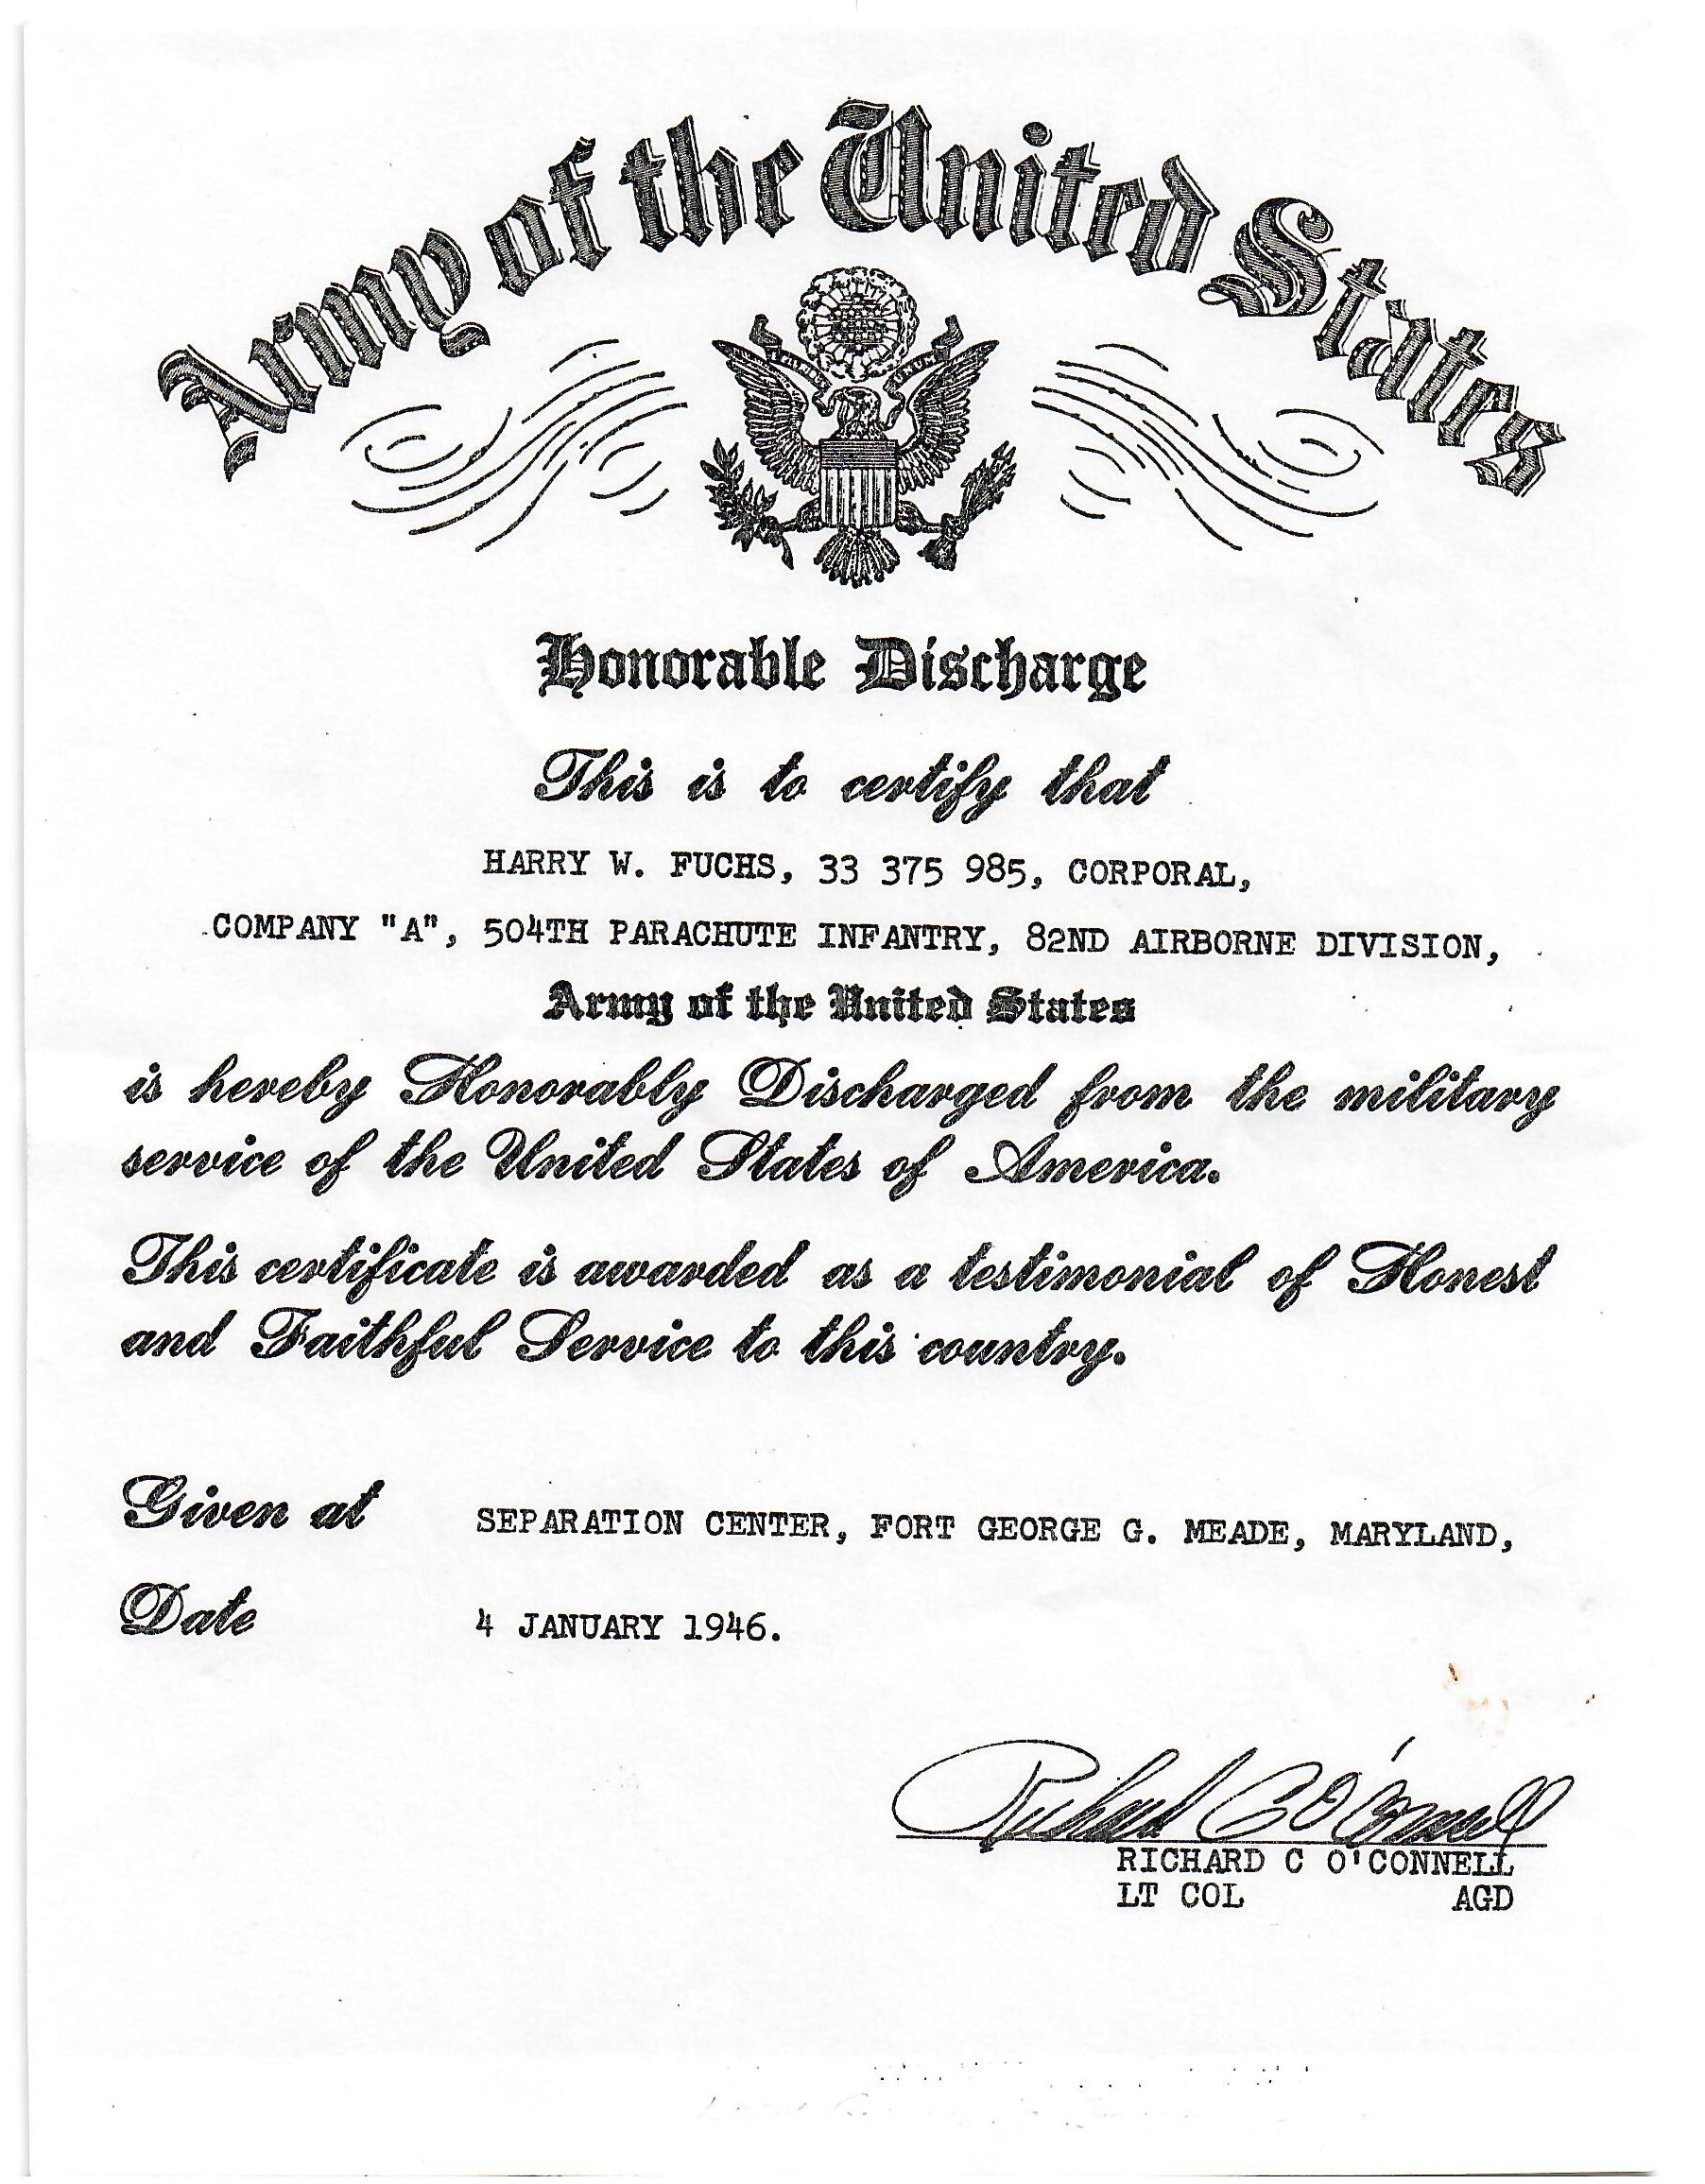 Army of the United States
Honorable Discharge
This is to certify that
HARRY W. FUCHS, 33 375 985, CORPORAL,
COMPANY "A", 504TH PARACHUTE INFANTRY, 82ND AIRBORNE DIVISION,
Army of the United States
is hereby Honorably Discharged from the military
service of the United States of America.
This certificate is awarded as a testimonial of Honest
and Faithful Service to this country.
Given at SEPARATION CENTER, FORT GEORGE G. MEADE, MARYLAND,
Date 4 JANUARY 1946.
Richard C O'Connell
RICHARD C O'CONNELL
LT COL AGD